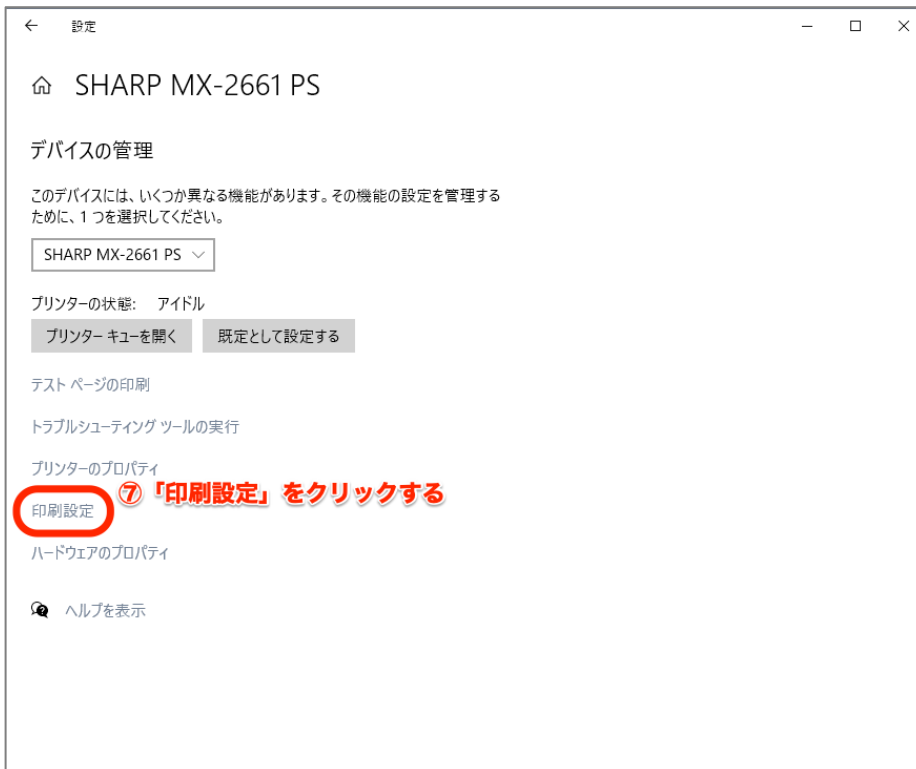 設定
SHARP MX-2661 PS
デバイスの管理
このデバイスには、いくつか異なる機能があります。その機能の設定を管理する
ために、1 つを選択してください。
SHARP MX-2661 PS
プリンターの状態: アイドル
プリンター キューを開く 既定として設定する
テスト ページの印刷
トラブルシューティング ツールの実行
プリンターのプロパティ
⑦「印刷設定」をクリックする
印刷設定
ハードウェアのプロパティ
ヘルプを表示